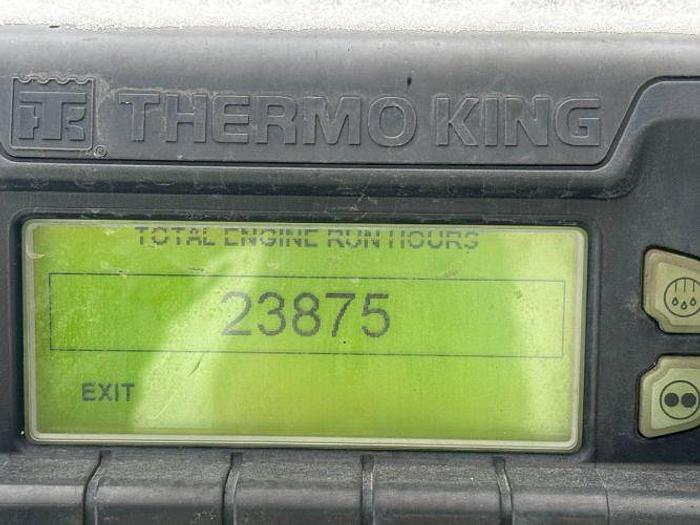 THERMO KING
TOTAL ENGINE RUN HOURS
23875
EXIT